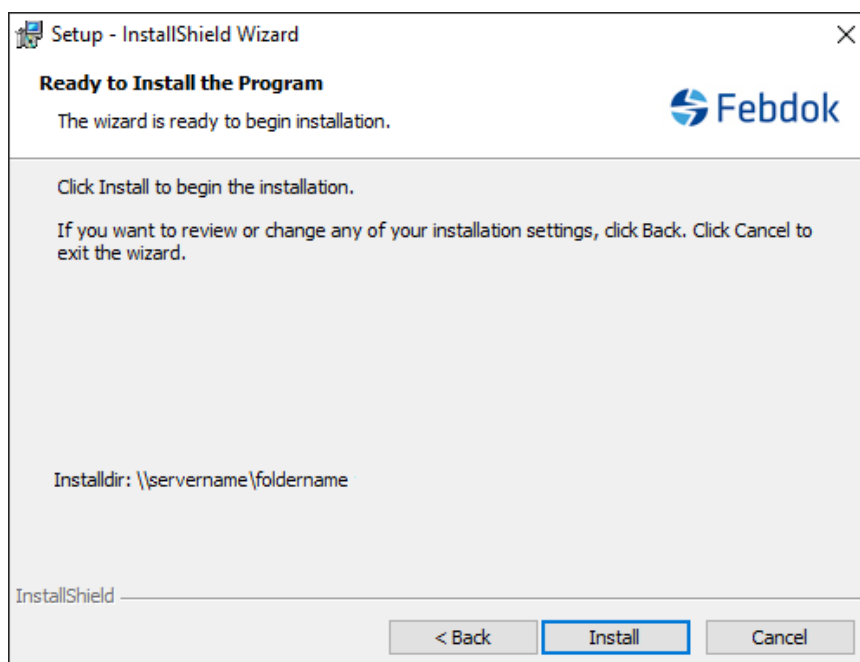 Setup - InstallShield Wizard
Ready to Install the Program
The wizard is ready to begin installation.
Febdok
Click Install to begin the installation.
If you want to review or change any of your installation settings, click Back. Click Cancel to
exit the wizard.
Installdir: \\servername\foldername
InstallShield
< Back
Install
Cancel